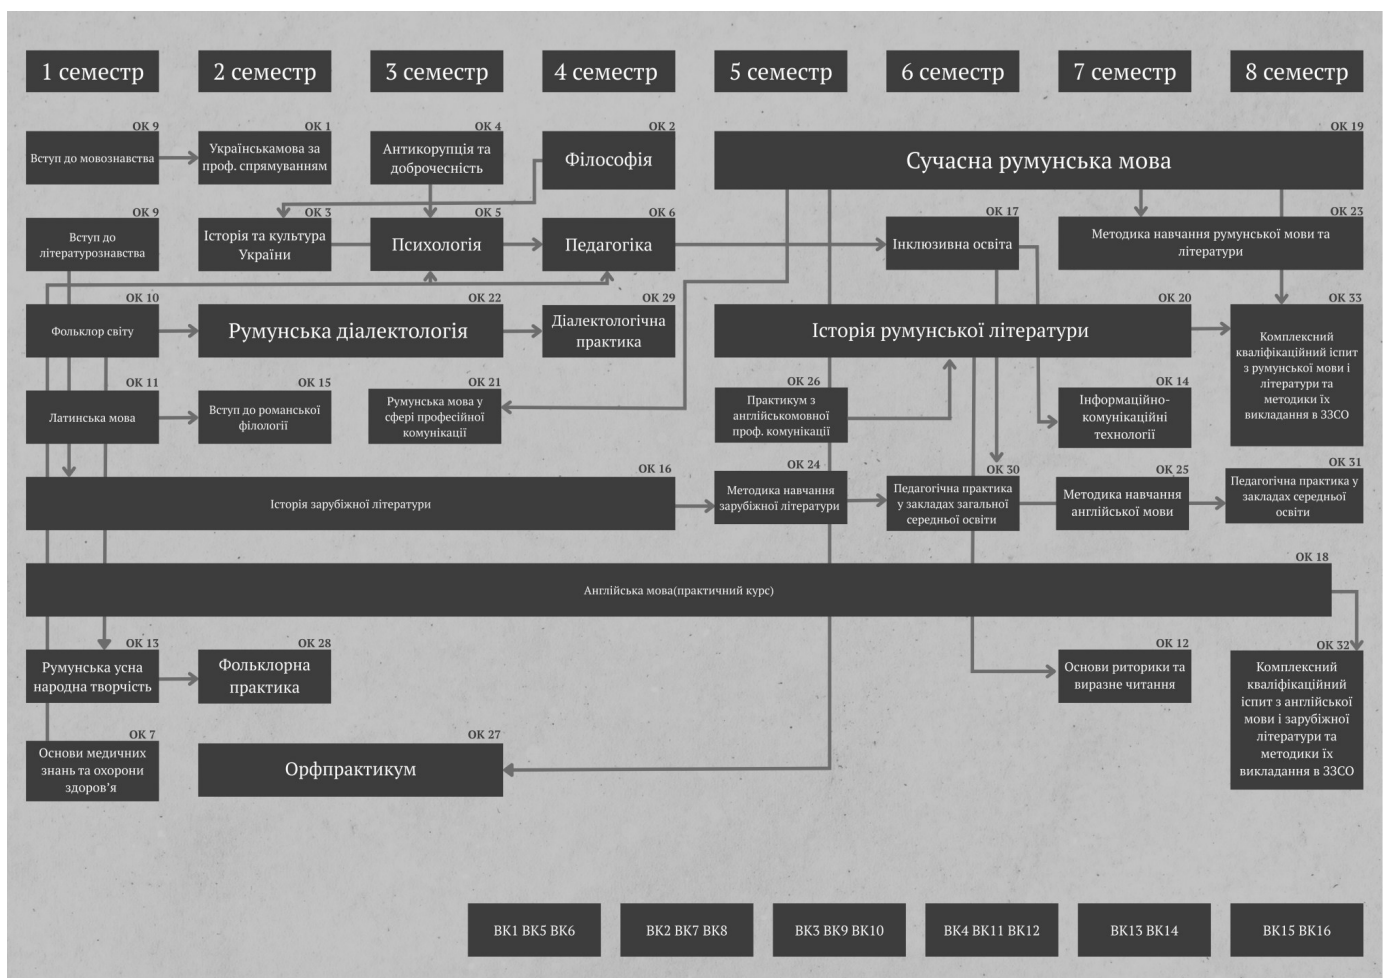 1 семестр
2 семестр
3 семестр
4 семестр
5 семестр
6 семестр
7 семестр
8 семестр
ОК 9
Вступ до мовознавства
ОК 1
Українськамова за
проф. спрямуванням
ОК 4
Антикорупція та
доброчесність
ОК 2
Філософія
ОК 19
Сучасна румунська мова
ОК 9
Вступ до
літературознавства
ОК 3
Історія та культура
України
ОК 5
Психологія
ОК 6
Педагогіка
ОК 17
Інклюзивна освіта
ОК 23
Методика навчання румунської мови та
літератури
ОК 10
Фольклор світу
ОК 22
Румунська діалектологія
ОК 29
Діалектологічна
практика
ОК 20
Історія румунської літератури
ОК 33
Комплексний
кваліфікаційний іспит
з румунської мови і
літератури та
методики їх
викладання в ЗЗСО
ОК 11
Латинська мова
ОК 15
Вступ до романської
філології
ОК 21
Румунська мова у
сфері професійної
комунікації
ОК 26
Практикум з
англійськомовної
проф. комунікації
ОК 14
Інформаційно-
комунікаційні
технології
ОК 16
Історія зарубіжної літератури
ОК 24
Методика навчання
зарубіжної літератури
ОК 30
Педагогічна практика
у закладах загальної
середньої освіти
ОК 25
Методика навчання
англійської мови
ОК 31
Педагогічна практика у
закладах середньої
освіти
ОК 18
Англійська мова(практичний курс)
ОК 13
Румунська усна
народна творчість
ОК 28
Фольклорна
практика
ОК 12
Основи риторики та
виразне читання
ОК 32
Комплексний
кваліфікаційний
іспит з англійської
мови і зарубіжної
літератури та
методики їх
викладання в ЗЗСО
ОК 7
Основи медичних
знань та охорони
здоров’я
ОК 27
Орфпрактикум
ВК1 ВК5 ВК6
ВК2 ВК7 ВК8
ВК3 ВК9 ВК10
ВК4 ВК11 ВК12
ВК13 ВК14
ВК15 ВК16